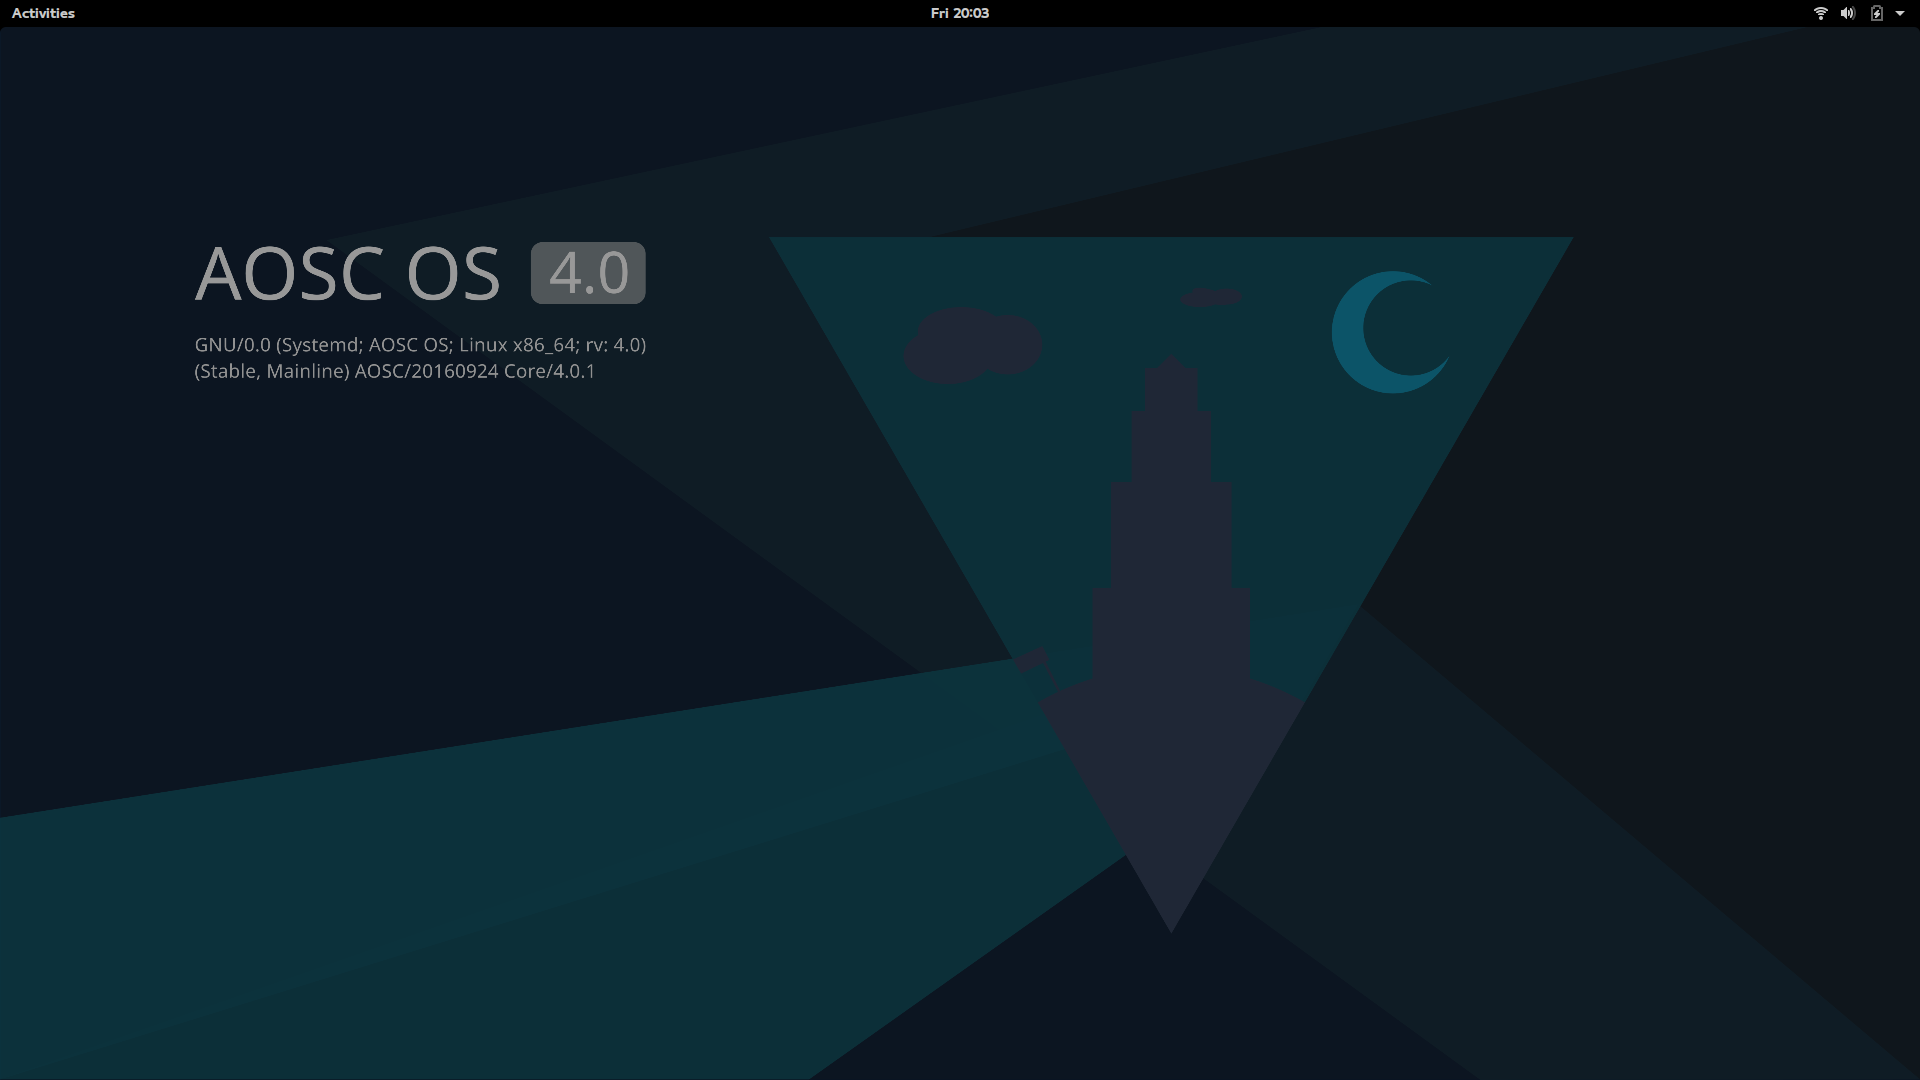 Activities
Fri 20:03
AOSC OS 4.0
GNU/0.0 (Systemd; AOSC OS; Linux x86_64; rv: 4.0)
(Stable, Mainline) AOSC/20160924 Core/4.0.1